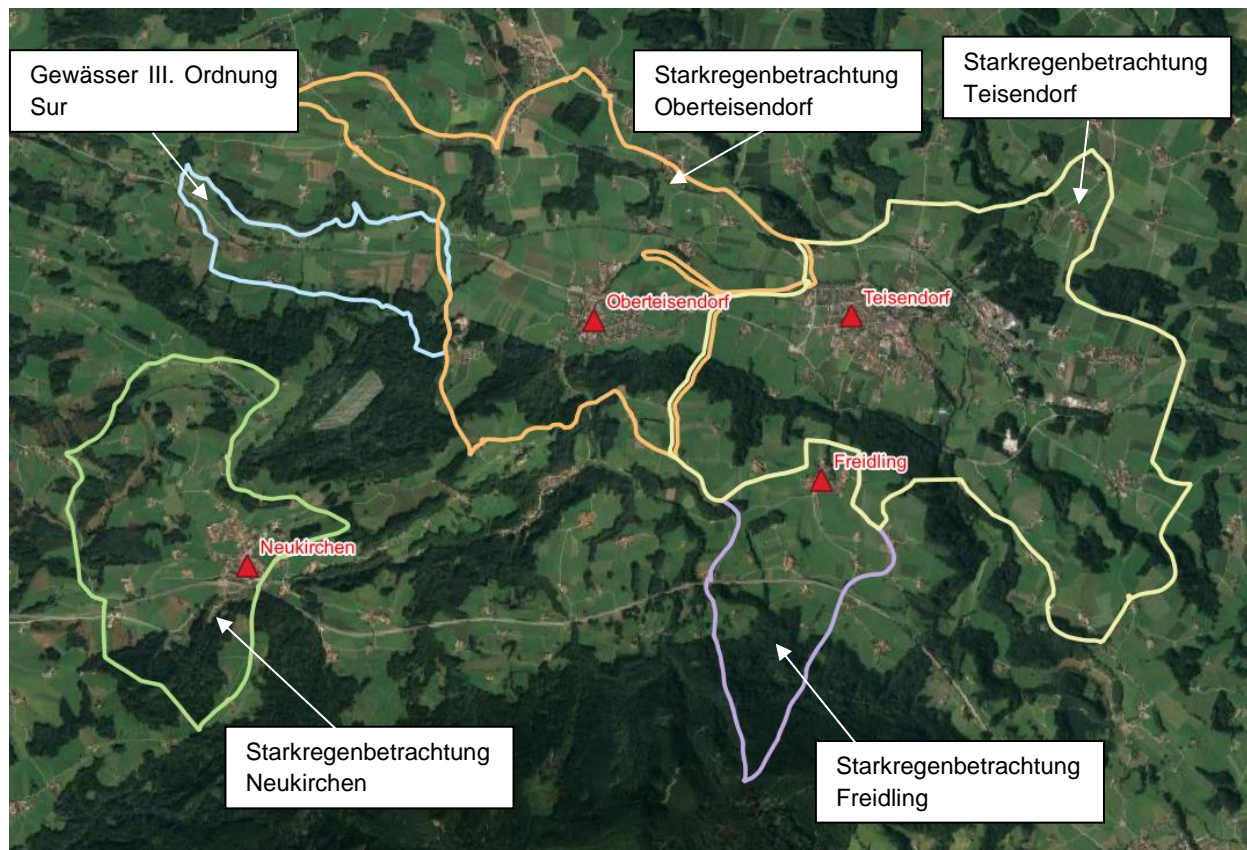 Gewässer III. Ordnung
Sur
Starkregenbetrachtung
Oberteisendorf
Starkregenbetrachtung
Teisendorf
Oberteisendorf
Teisendorf
Freidling
Neukirchen
Starkregenbetrachtung
Neukirchen
Starkregenbetrachtung
Freidling